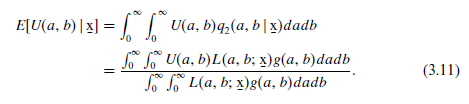 E[U(a, b) | x̲] = ∫₀^∞ ∫₀^∞ U(a, b)q₂(a, b | x̲)dadb
= ∫₀^∞ ∫₀^∞ U(a, b)L(a, b; x̲)g(a, b)dadb / ∫₀^∞ ∫₀^∞ L(a, b; x̲)g(a, b)dadb . (3.11)